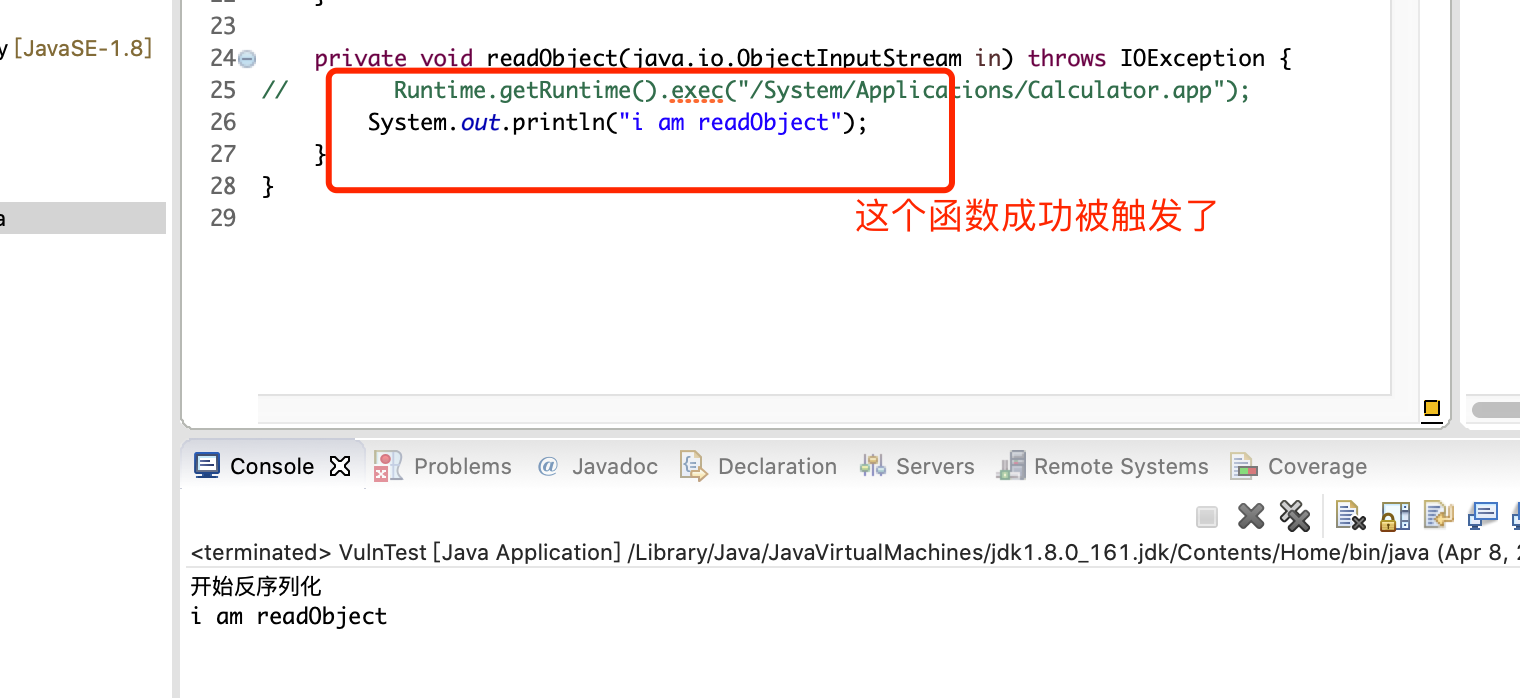 23
y [JavaSE-1.8]
24 private void readObject(java.io.ObjectInputStream in) throws IOException {
25 // Runtime.getRuntime().exec("/System/Applications/Calculator.app");
26 System.out.println("i am readObject");
27 }
28 }
a
29
这个函数成功被触发了
Console Problems @ Javadoc Declaration Servers Remote Systems Coverage
<terminated> VulnTest [Java Application] /Library/Java/JavaVirtualMachines/jdk1.8.0_161.jdk/Contents/Home/bin/java (Apr 8, 2
开始反序列化
i am readObject